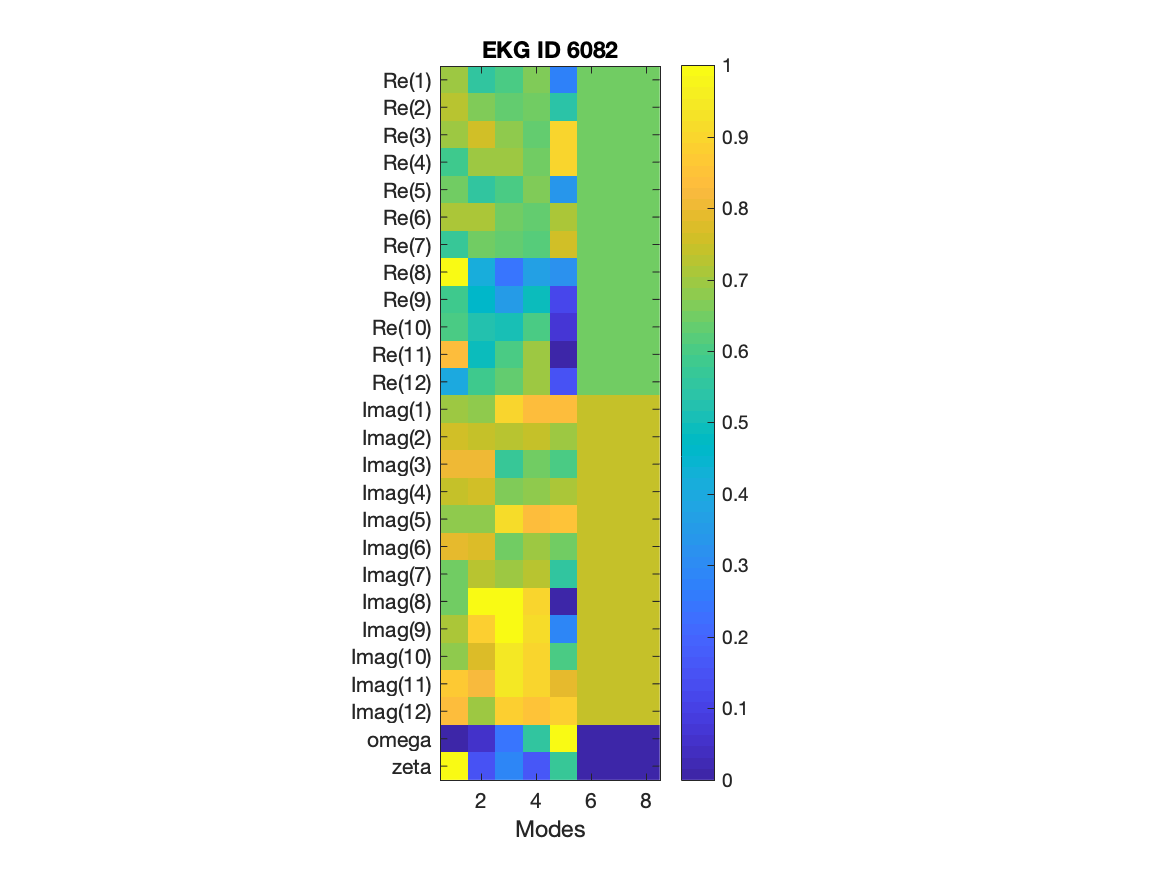 EKG ID 6082
Re(1)
Re(2)
Re(3)
Re(4)
Re(5)
Re(6)
Re(7)
Re(8)
Re(9)
Re(10)
Re(11)
Re(12)
Imag(1)
Imag(2)
Imag(3)
Imag(4)
Imag(5)
Imag(6)
Imag(7)
Imag(8)
Imag(9)
Imag(10)
Imag(11)
Imag(12)
omega
zeta
2 4 6 8
Modes
1
0.9
0.8
0.7
0.6
0.5
0.4
0.3
0.2
0.1
0